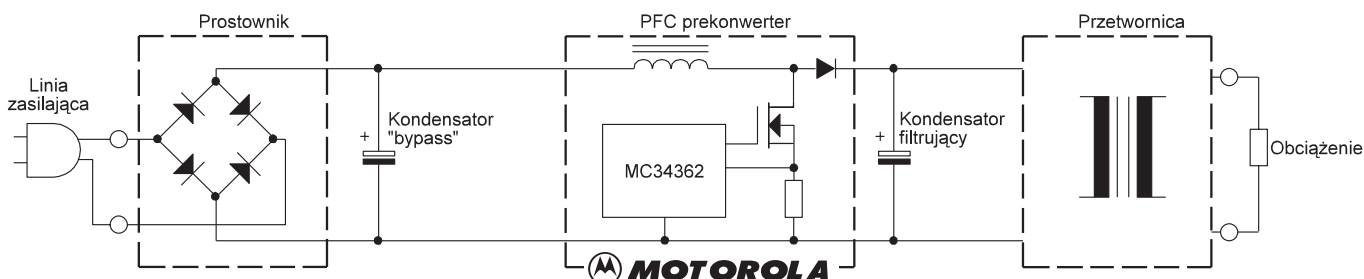 Prostownik
PFC prekonwerter
Przetwornica
Linia
zasilająca
+
Kondensator
"bypass"
MC34362
+
Kondensator
filtrujący
Obciążenie
MOTOROLA